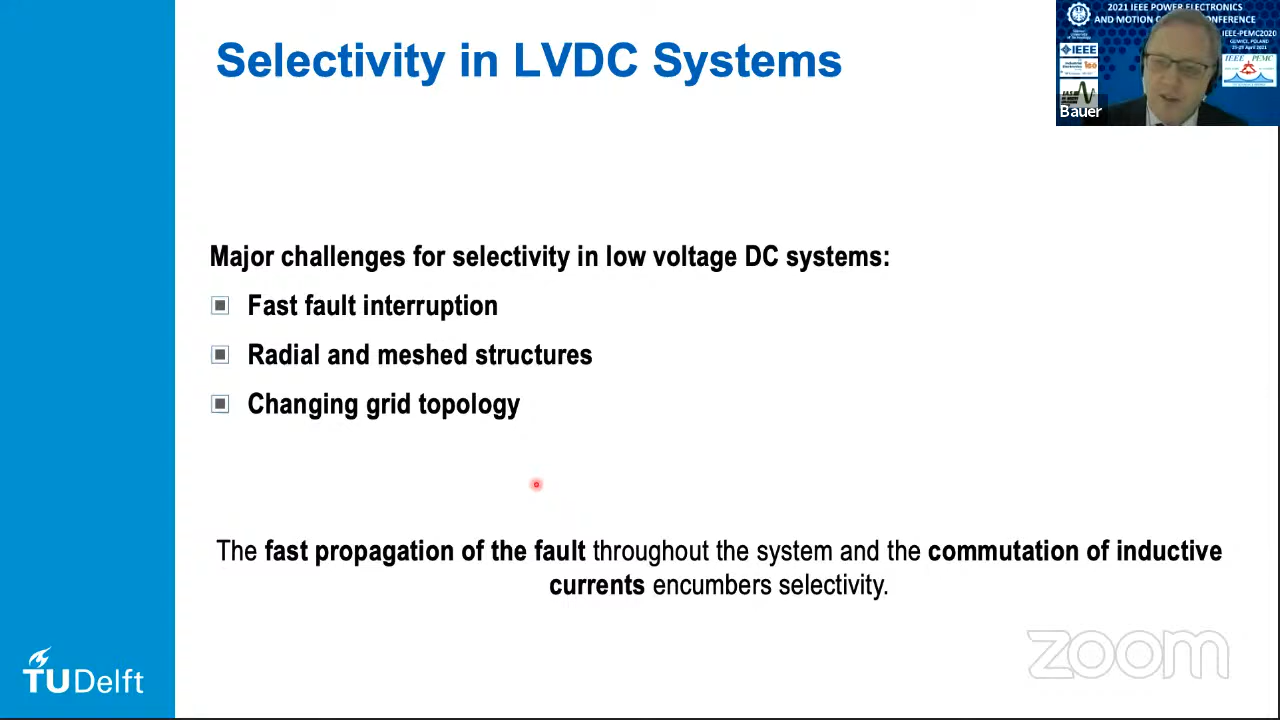 Selectivity in LVDC Systems
2021 IEEE POWER ELECTRONICS
AND MOTION
IEEE-PEMC2020
GLIWICE, POLAND
25-29 April 2021
IEEE
IEEE PEMC
Bauer
Major challenges for selectivity in low voltage DC systems:
Fast fault interruption
Radial and meshed structures
Changing grid topology
The fast propagation of the fault throughout the system and the commutation of inductive
currents encumbers selectivity.
TUDelft
zoom